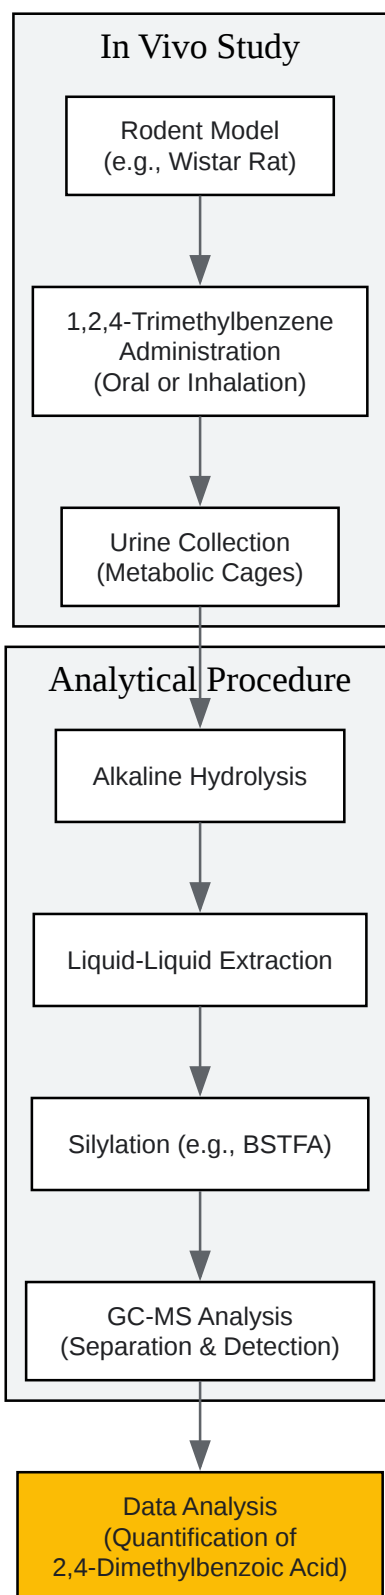 In Vivo Study
Rodent Model
(e.g., Wistar Rat)
1,2,4-Trimethylbenzene
Administration
(Oral or Inhalation)
Urine Collection
(Metabolic Cages)
Analytical Procedure
Alkaline Hydrolysis
Liquid-Liquid Extraction
Silylation (e.g., BSTFA)
GC-MS Analysis
(Separation & Detection)
Data Analysis
(Quantification of
2,4-Dimethylbenzoic Acid)